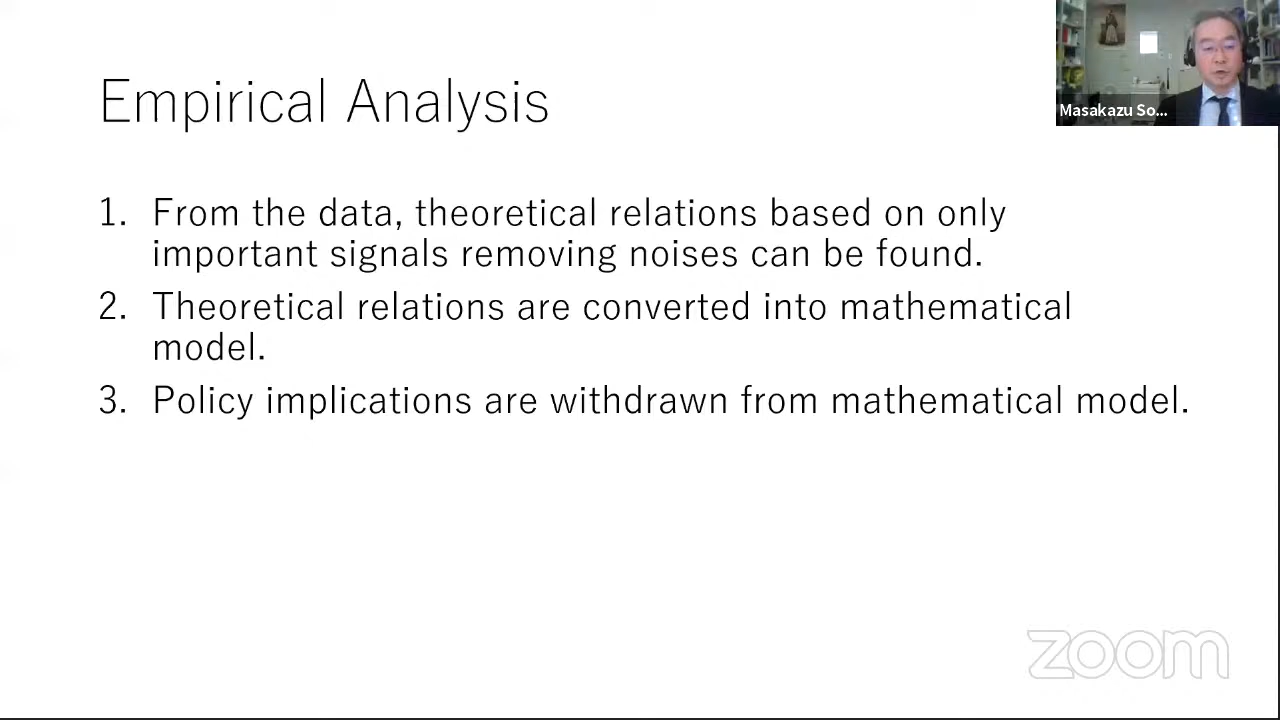 Empirical Analysis
Masakazu So...
1. From the data, theoretical relations based on only
important signals removing noises can be found.
2. Theoretical relations are converted into mathematical
model.
3. Policy implications are withdrawn from mathematical model.
zoom